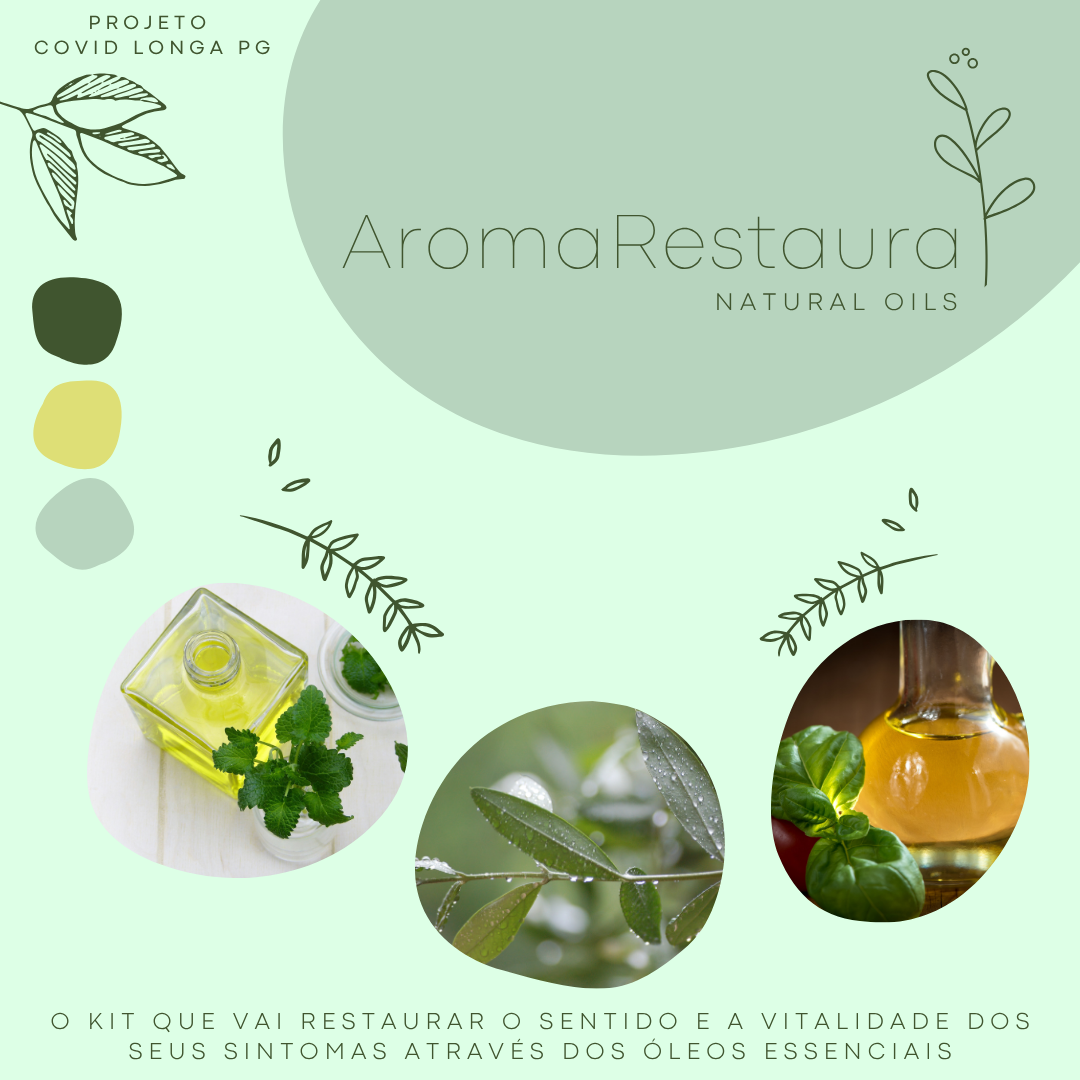 PROJETO
COVID LONGA PG
AromaRestaura
NATURAL OILS
O KIT QUE VAI RESTAURAR O SENTIDO E A VITALIDADE DOS
SEUS SINTOMAS ATRAVÉS DOS ÓLEOS ESSENCIAIS